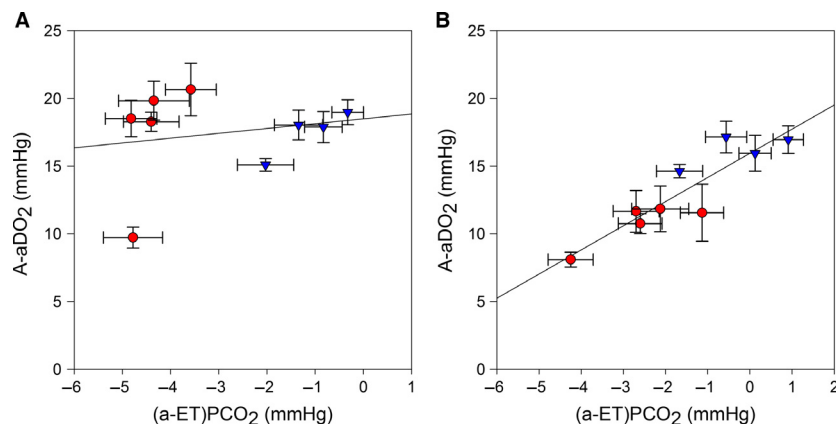 A
25
20
15
10
5
0
A-aDO2 (mmHg)
–6 –5 –4 –3 –2 –1 0 1
(a-ET)PCO2 (mmHg)
B
25
20
15
10
5
0
A-aDO2 (mmHg)
–6 –5 –4 –3 –2 –1 0 1 2
(a-ET)PCO2 (mmHg)